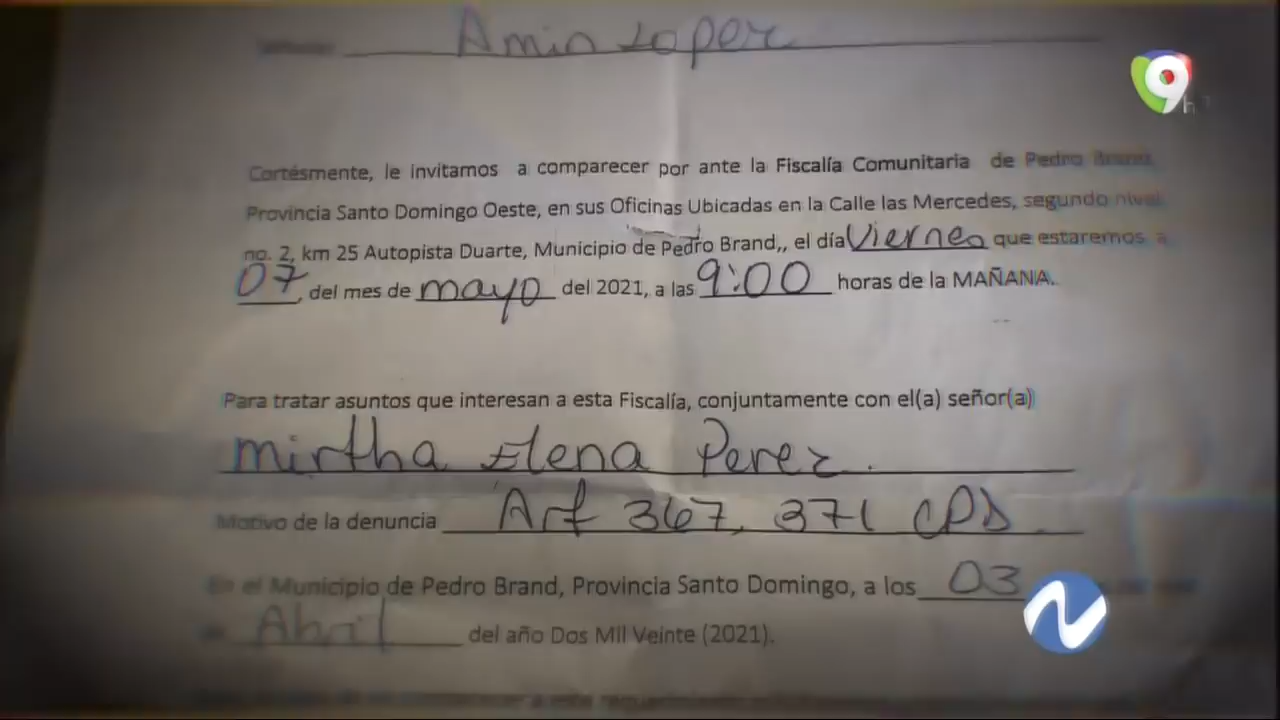 Amin Lopez
Cortésmente, le invitamos a comparecer por ante la Fiscalía Comunitaria de Pedro Brand,
Provincia Santo Domingo Oeste, en sus Oficinas Ubicadas en la Calle las Mercedes, segundo nivel
no. 2, km 25 Autopista Duarte, Municipio de Pedro Brand,, el día Viernes que estaremos a
07, del mes de mayo del 2021, a las 9:00 horas de la MAÑANA.
Para tratar asuntos que interesan a esta Fiscalía, conjuntamente con el(a) señor(a)
mirtha Elena Perez.
Motivo de la denuncia Art 367, 371 CPD
En el Municipio de Pedro Brand, Provincia Santo Domingo, a los 03
Abril del año Dos Mil Veinte (2021).
9